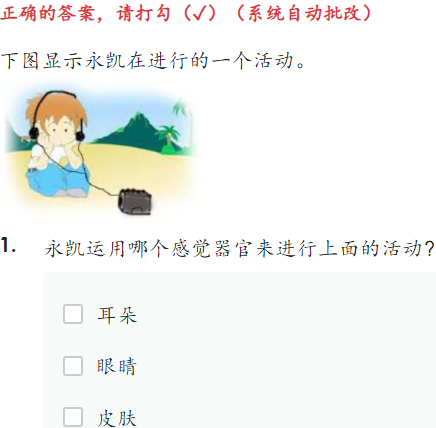 正确的答案，请打勾（✓）（系统自动批改）
下图显示永凯在进行的一个活动。
1. 永凯运用哪个感觉器官来进行上面的活动?
耳朵
眼睛
皮肤